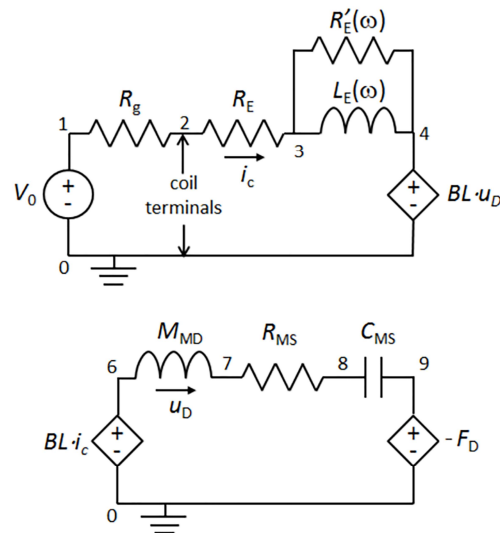 R′E(ω)
Rg RE LE(ω)
1 2 3 4
ic
+
-
V0
coil
terminals
+
-
BL·uD
0
MMD RMS CMS
6 7 8 9
uD
BL·ic
+
-
+
-
- FD
0